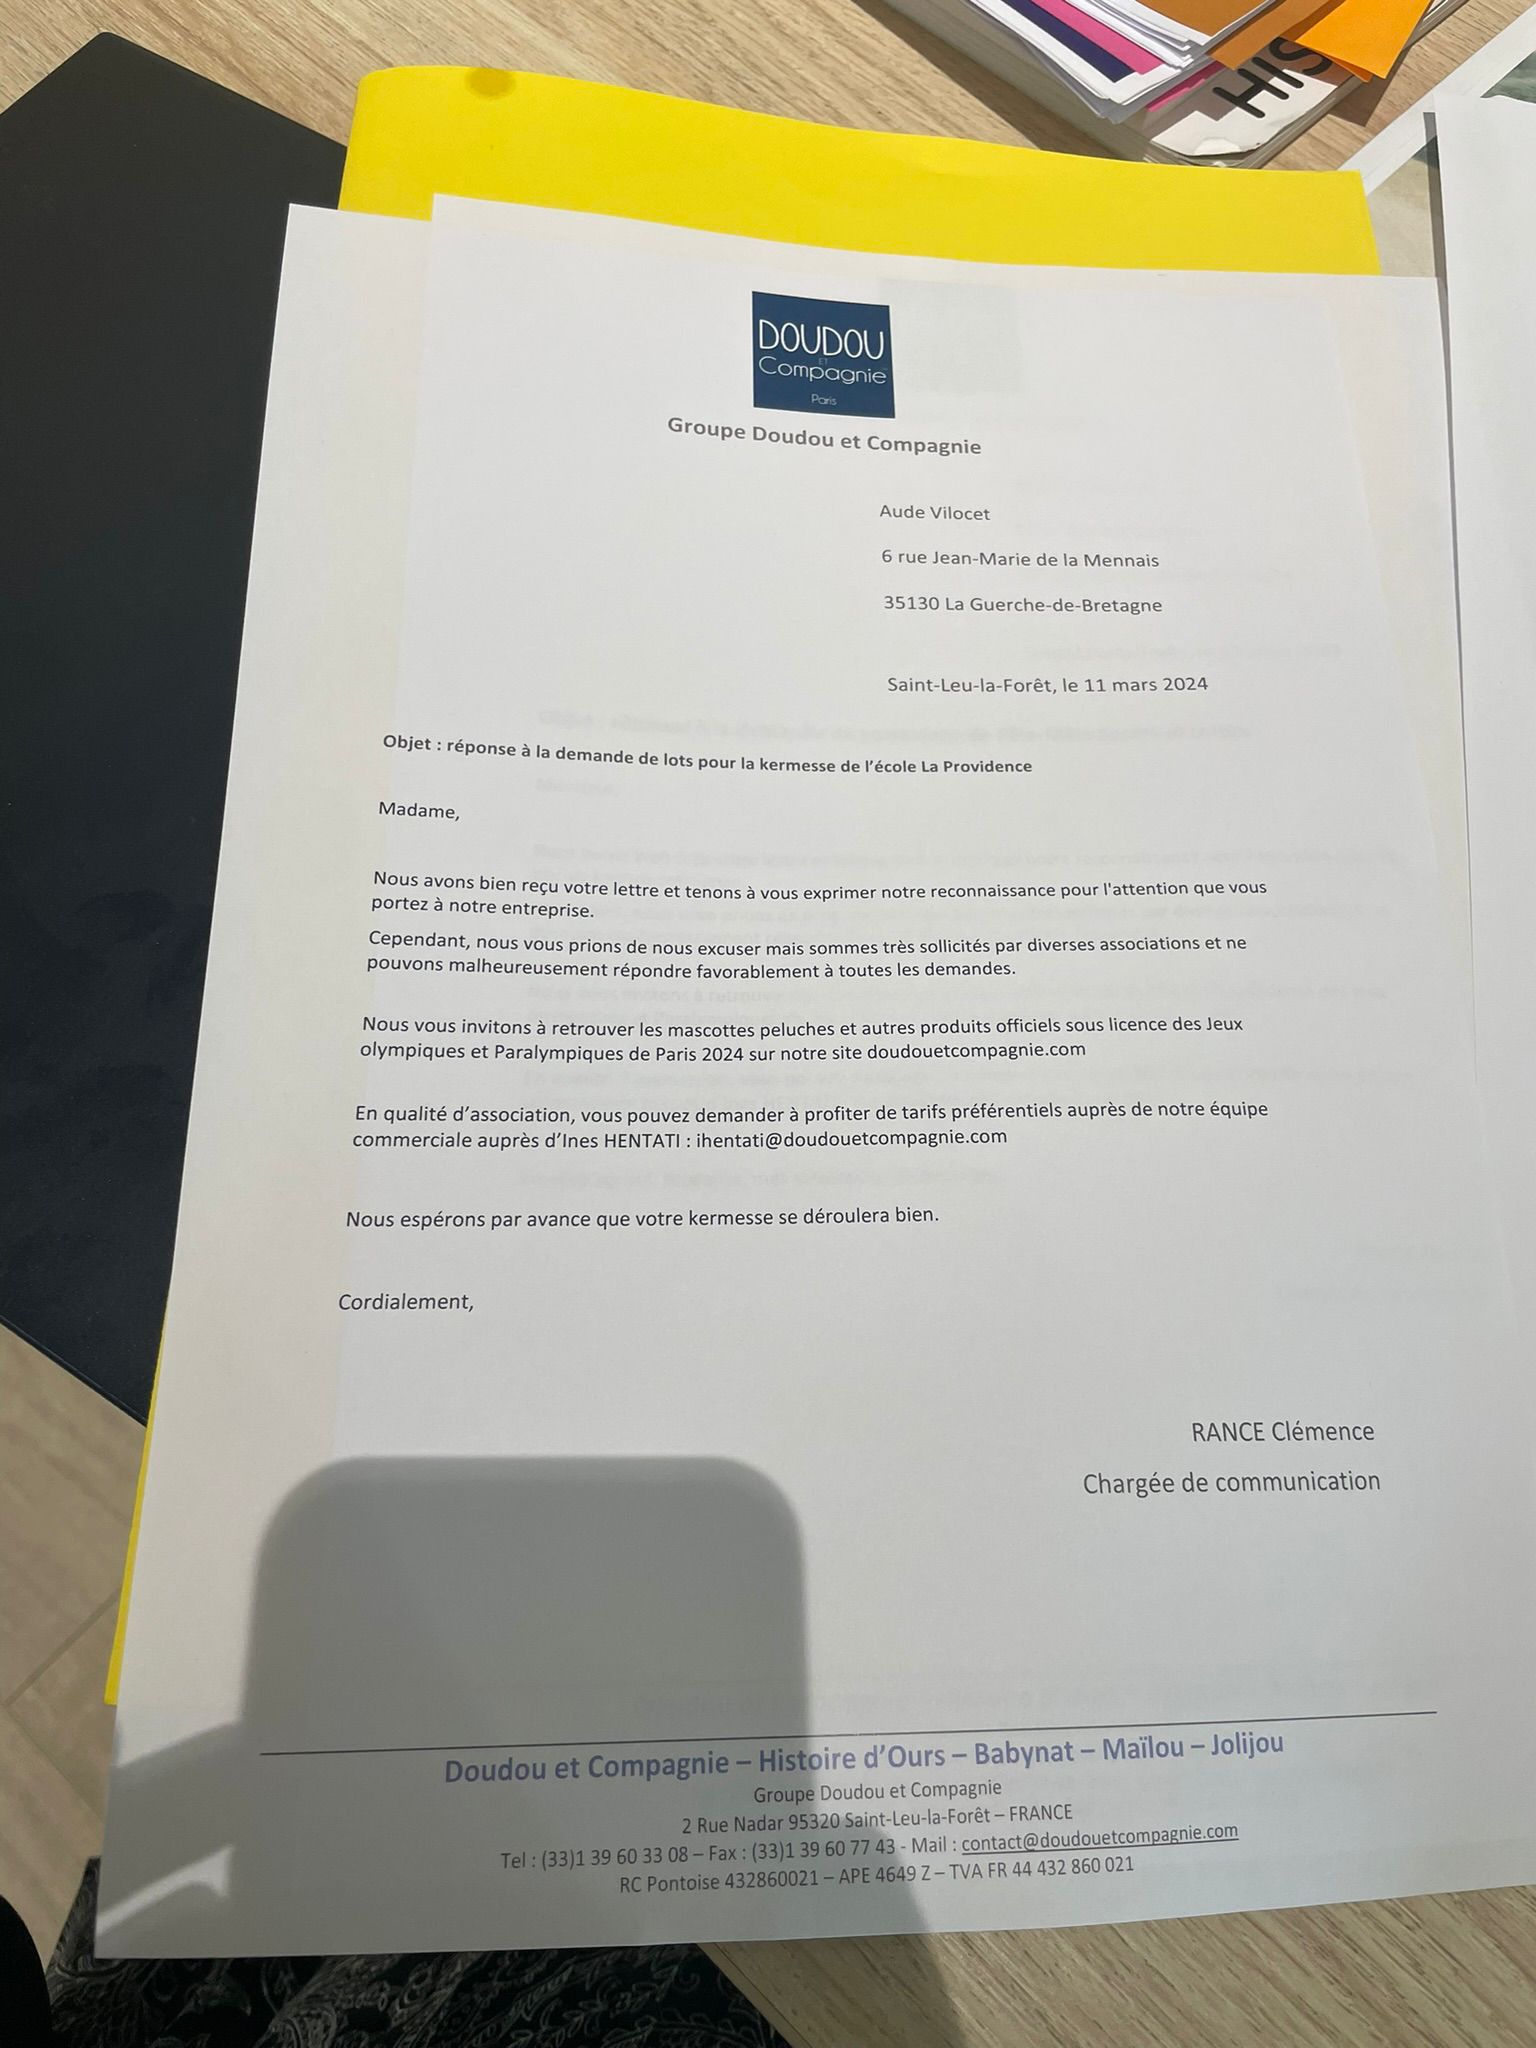 HIS
DOUDOU
ET
Compagnie
Paris
Groupe Doudou et Compagnie
Aude Vilocet
6 rue Jean-Marie de la Mennais
35130 La Guerche-de-Bretagne
Saint-Leu-la-Forêt, le 11 mars 2024
Objet : réponse à la demande de lots pour la kermesse de l'école La Providence
Madame,
Nous avons bien reçu votre lettre et tenons à vous exprimer notre reconnaissance pour l'attention que vous
portez à notre entreprise.
Cependant, nous vous prions de nous excuser mais sommes très sollicités par diverses associations et ne
pouvons malheureusement répondre favorablement à toutes les demandes.
Nous vous invitons à retrouver les mascottes peluches et autres produits officiels sous licence des Jeux
olympiques et Paralympiques de Paris 2024 sur notre site doudouetcompagnie.com
En qualité d'association, vous pouvez demander à profiter de tarifs préférentiels auprès de notre équipe
commerciale auprès d'Ines HENTATI : ihentati@doudouetcompagnie.com
Nous espérons par avance que votre kermesse se déroulera bien.
Cordialement,
RANCE Clémence
Chargée de communication
Doudou et Compagnie – Histoire d'Ours – Babynat – Maïlou – Jolijou
Groupe Doudou et Compagnie
2 Rue Nadar 95320 Saint-Leu-la-Forêt – FRANCE
Tel : (33)1 39 60 33 08 – Fax : (33)1 39 60 77 43 - Mail : contact@doudouetcompagnie.com
RC Pontoise 432860021 – APE 4649 Z – TVA FR 44 432 860 021